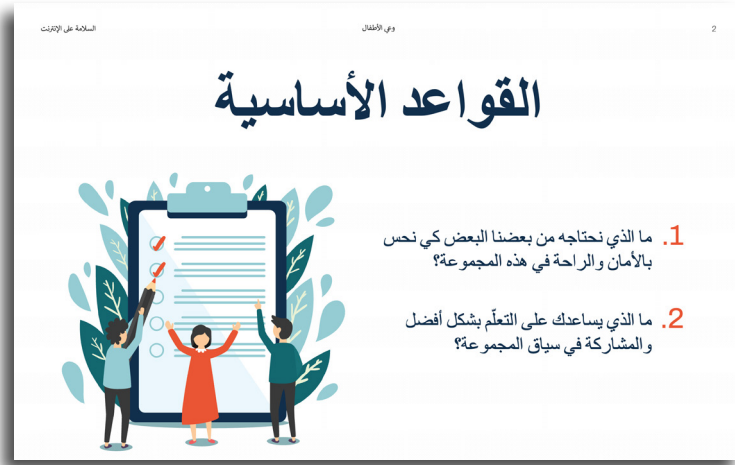 السلامة على الإنترنت
وعي الأطفال
2
القواعد الأساسية
1. ما الذي نحتاجه من بعضنا البعض كي نحس
بالأمان والراحة في هذه المجموعة؟
2. ما الذي يساعدك على التعلّم بشكل أفضل
والمشاركة في سياق المجموعة؟